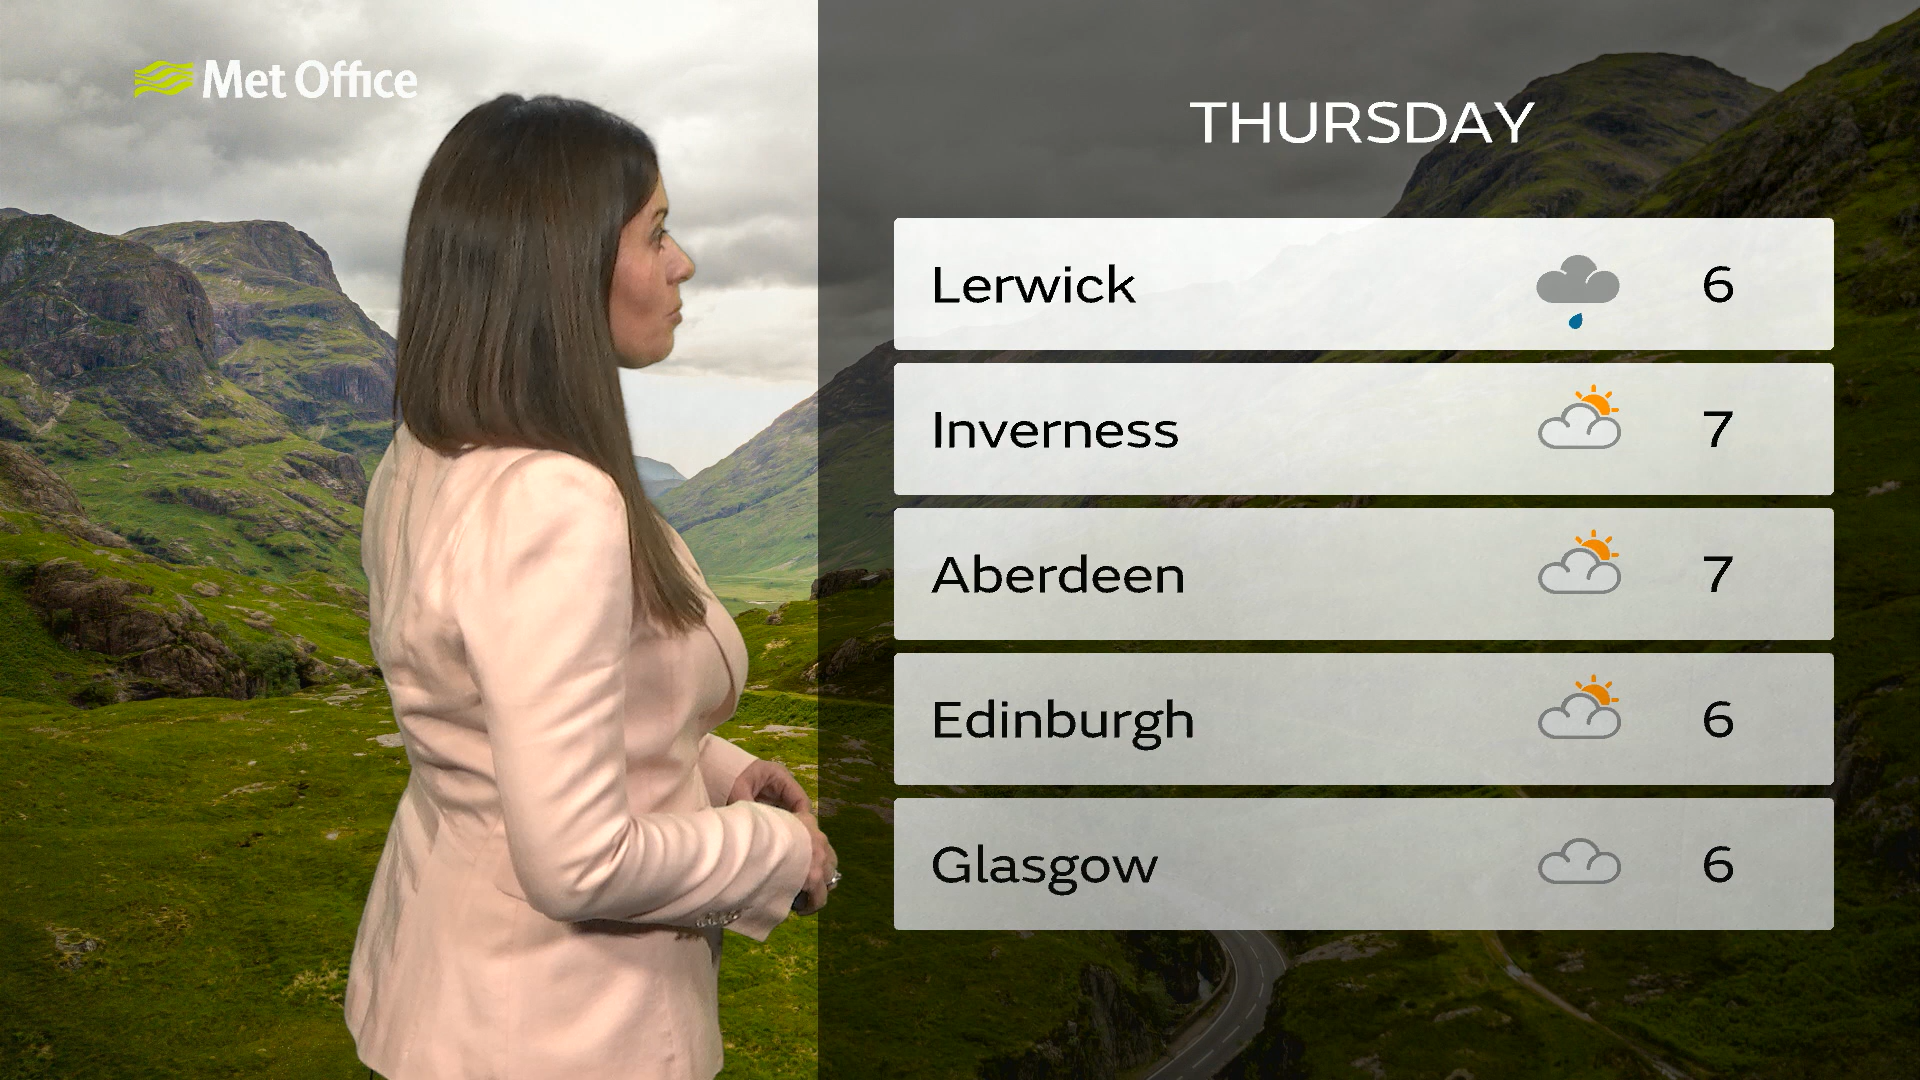 Met Office
THURSDAY
Lerwick 6
Inverness 7
Aberdeen 7
Edinburgh 6
Glasgow 6